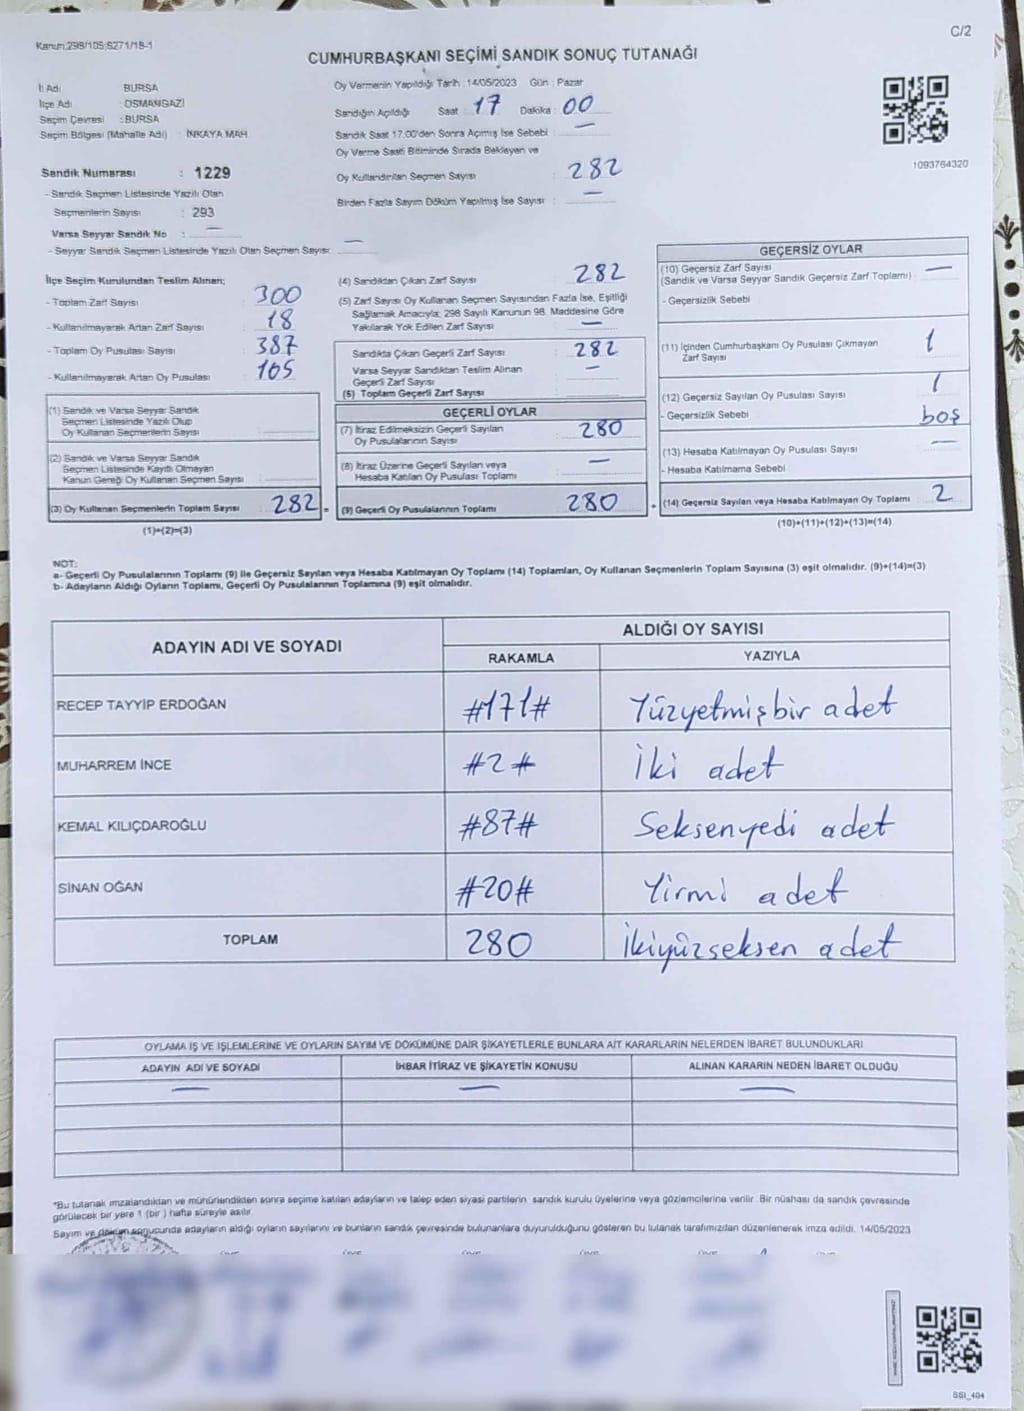 C/2
Kanun;298/105;S271/18-1
CUMHURBAŞKANI SEÇİMİ SANDIK SONUÇ TUTANAĞI
İl Adı BURSA
İlçe Adı : OSMANGAZİ
Seçim Çevresi : BURSA
Seçim Bölgesi (Mahalle Adı) : İNKAYA MAH.
Sandık Numarası : 1229
- Sandık Seçmen Listesinde Yazılı Olan
Seçmenlerin Sayısı : 293
Varsa Seyyar Sandık No : —
- Seyyar Sandık Seçmen Listesinde Yazılı Olan Seçmen Sayısı: —
Oy Vermenin Yapıldığı Tarih : 14/05/2023 Gün : Pazar
Sandığın Açıldığı Saat : 17 Dakika : 00
Sandık Saat 17.00'den Sonra Açılmış İse Sebebi : —
Oy Verme Saati Bitiminde Sırada Bekleyen ve
Oy Kullandırılan Seçmen Sayısı : 282
Birden Fazla Sayım Döküm Yapılmış İse Sayısı : —
1093764320
İlçe Seçim Kurulundan Teslim Alınan;
- Toplam Zarf Sayısı : 300
- Kullanılmayarak Artan Zarf Sayısı : 18
- Toplam Oy Pusulası Sayısı : 387
- Kullanılmayarak Artan Oy Pusulası : 105
(1) Sandık ve Varsa Seyyar Sandık
Seçmen Listesinde Yazılı Olup
Oy Kullanan Seçmenlerin Sayısı :
(2) Sandık ve Varsa Seyyar Sandık
Seçmen Listesinde Kayıtlı Olmayan
Kanun Gereği Oy Kullanan Seçmen Sayısı :
(3) Oy Kullanan Seçmenlerin Toplam Sayısı : 282 =
(1)+(2)=(3)
(4) Sandıktan Çıkan Zarf Sayısı : 282
(5) Zarf Sayısı Oy Kullanan Seçmen Sayısından Fazla İse, Eşitliği
Sağlamak Amacıyla; 298 Sayılı Kanunun 98. Maddesine Göre
Yakılarak Yok Edilen Zarf Sayısı : —
Sandıkta Çıkan Geçerli Zarf Sayısı : 282
Varsa Seyyar Sandıktan Teslim Alınan : —
Geçerli Zarf Sayısı
(6) Toplam Geçerli Zarf Sayısı :
GEÇERLİ OYLAR
(7) İtiraz Edilmeksizin Geçerli Sayılan : 280
Oy Pusulalarının Sayısı
(8) İtiraz Üzerine Geçerli Sayılan veya : —
Hesaba Katılan Oy Pusulası Toplamı
(9) Geçerli Oy Pusulalarının Toplamı : 280 +
GEÇERSİZ OYLAR
(10) Geçersiz Zarf Sayısı : —
(Sandık ve Varsa Seyyar Sandık Geçersiz Zarf Toplamı)
- Geçersizlik Sebebi
(11) İçinden Cumhurbaşkanı Oy Pusulası Çıkmayan : 1
Zarf Sayısı
(12) Geçersiz Sayılan Oy Pusulası Sayısı : 1
- Geçersizlik Sebebi : boş
(13) Hesaba Katılmayan Oy Pusulası Sayısı : —
- Hesaba Katılmama Sebebi
(14) Geçersiz Sayılan veya Hesaba Katılmayan Oy Toplamı : 2
(10)+(11)+(12)+(13)=(14)
NOT:
a- Geçerli Oy Pusulalarının Toplamı (9) ile Geçersiz Sayılan veya Hesaba Katılmayan Oy Toplamı (14) Toplamları, Oy Kullanan Seçmenlerin Toplam Sayısına (3) eşit olmalıdır. (9)+(14)=(3)
b- Adayların Aldığı Oyların Toplamı, Geçerli Oy Pusulalarının Toplamına (9) eşit olmalıdır.
ADAYIN ADI VE SOYADI ALDIĞI OY SAYISI
RAKAMLA YAZIYLA
RECEP TAYYİP ERDOĞAN #171# Yüzyetmişbir adet
MUHARREM İNCE #2# İki adet
KEMAL KILIÇDAROĞLU #87# Seksenyedi adet
SİNAN OĞAN #20# Yirmi adet
TOPLAM 280 İkiyüzseksen adet
OYLAMA İŞ VE İŞLEMLERİNE VE OYLARIN SAYIM VE DÖKÜMÜNE DAİR ŞİKAYETLERLE BUNLARA AİT KARARLARIN NELERDEN İBARET BULUNDUKLARI
ADAYIN ADI VE SOYADI İHBAR İTİRAZ VE ŞİKAYETİN KONUSU ALINAN KARARIN NEDEN İBARET OLDUĞU
— — —
*Bu tutanak imzalandıktan ve mühürlendikten sonra seçime katılan adayların ve talep eden siyasi partilerin sandık kurulu üyelerine veya gözlemcilerine verilir. Bir nüshası da sandık çevresinde
görülecek bir yere 1 (bir) hafta süreyle asılır.
Sayım ve döküm sonucunda adayların aldığı oyların sayılarını ve bunların sandık çevresinde bulunanlara duyurulduğunu gösteren bu tutanak tarafımızdan düzenlenerek imza edildi. 14/05/2023
SSI_404